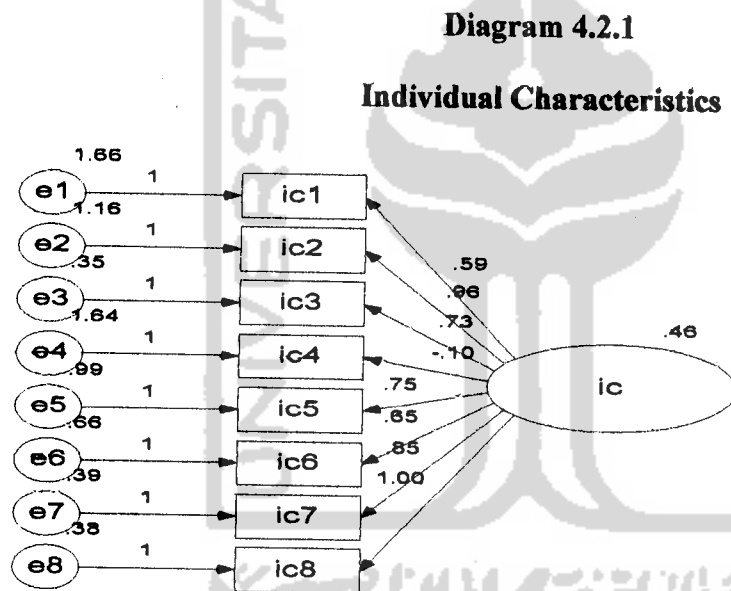 Diagram 4.2.1
Individual Characteristics
UNIVERSITA
1.66
e1 1 ic1
1.16
e2 1 ic2
.35
e3 1 ic3
1.64
e4 1 ic4
.99
e5 1 ic5
.66
e6 1 ic6
.39
e7 1 ic7
.38
e8 1 ic8
.59
.96
.73
-.10
.75
.65
.85
1.00
.46
ic